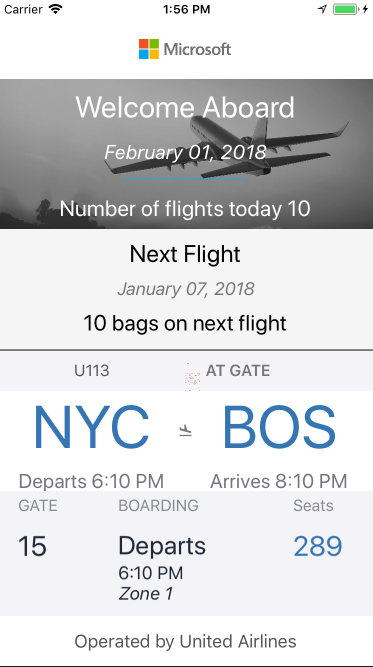 Carrier 1:56 PM
Microsoft
Welcome Aboard
February 01, 2018
Number of flights today 10
Next Flight
January 07, 2018
10 bags on next flight
U113 AT GATE
NYC BOS
Departs 6:10 PM Arrives 8:10 PM
GATE BOARDING Seats
15 Departs 289
6:10 PM
Zone 1
Operated by United Airlines